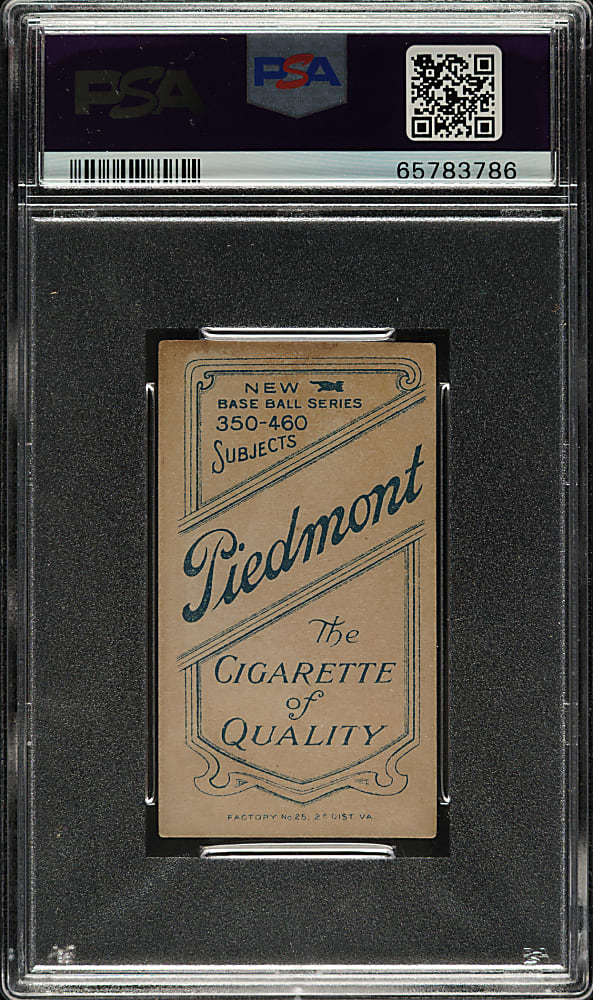 PSA
PSA
65783786
NEW
BASE BALL SERIES
350-460
SUBJECTS
Piedmont
The
CIGARETTE
of
QUALITY
FACTORY No 25, 2D DIST VA